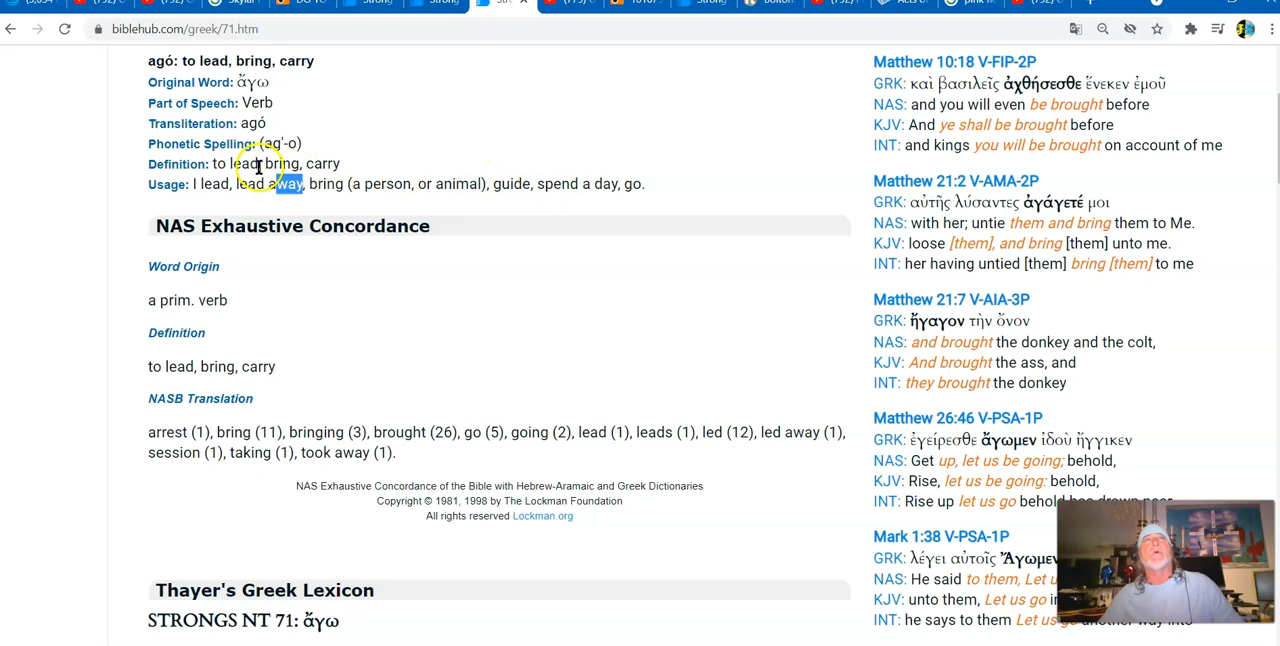 biblehub.com/greek/71.htm
agó: to lead, bring, carry
Original Word: ἄγω
Part of Speech: Verb
Transliteration: agó
Phonetic Spelling: (ag'-o)
Definition: to lead, bring, carry
Usage: I lead, lead away, bring (a person, or animal), guide, spend a day, go.
NAS Exhaustive Concordance
Word Origin
a prim. verb
Definition
to lead, bring, carry
NASB Translation
arrest (1), bring (11), bringing (3), brought (26), go (5), going (2), lead (1), leads (1), led (12), led away (1),
session (1), taking (1), took away (1).
NAS Exhaustive Concordance of the Bible with Hebrew-Aramaic and Greek Dictionaries
Copyright © 1981, 1998 by The Lockman Foundation
All rights reserved Lockman.org
Thayer's Greek Lexicon
STRONGS NT 71: ἄγω
Matthew 10:18 V-FIP-2P
GRK: καὶ βασιλεῖς ἀχθήσεσθε ἕνεκεν ἐμοῦ
NAS: and you will even be brought before
KJV: And ye shall be brought before
INT: and kings you will be brought on account of me
Matthew 21:2 V-AMA-2P
GRK: αὐτῆς λύσαντες ἀγάγετέ μοι
NAS: with her; untie them and bring them to Me.
KJV: loose [them], and bring [them] unto me.
INT: her having untied [them] bring [them] to me
Matthew 21:7 V-AIA-3P
GRK: ἤγαγον τὴν ὄνον
NAS: and brought the donkey and the colt,
KJV: And brought the ass, and
INT: they brought the donkey
Matthew 26:46 V-PSA-1P
GRK: ἐγείρεσθε ἄγωμεν ἰδοὺ ἤγγικεν
NAS: Get up, let us be going; behold,
KJV: Rise, let us be going: behold,
INT: Rise up let us go behold has drawn near
Mark 1:38 V-PSA-1P
GRK: λέγει αὐτοῖς Ἄγωμεν
NAS: He said to them, Let
KJV: unto them, Let us go
INT: he says to them Let us go another way into